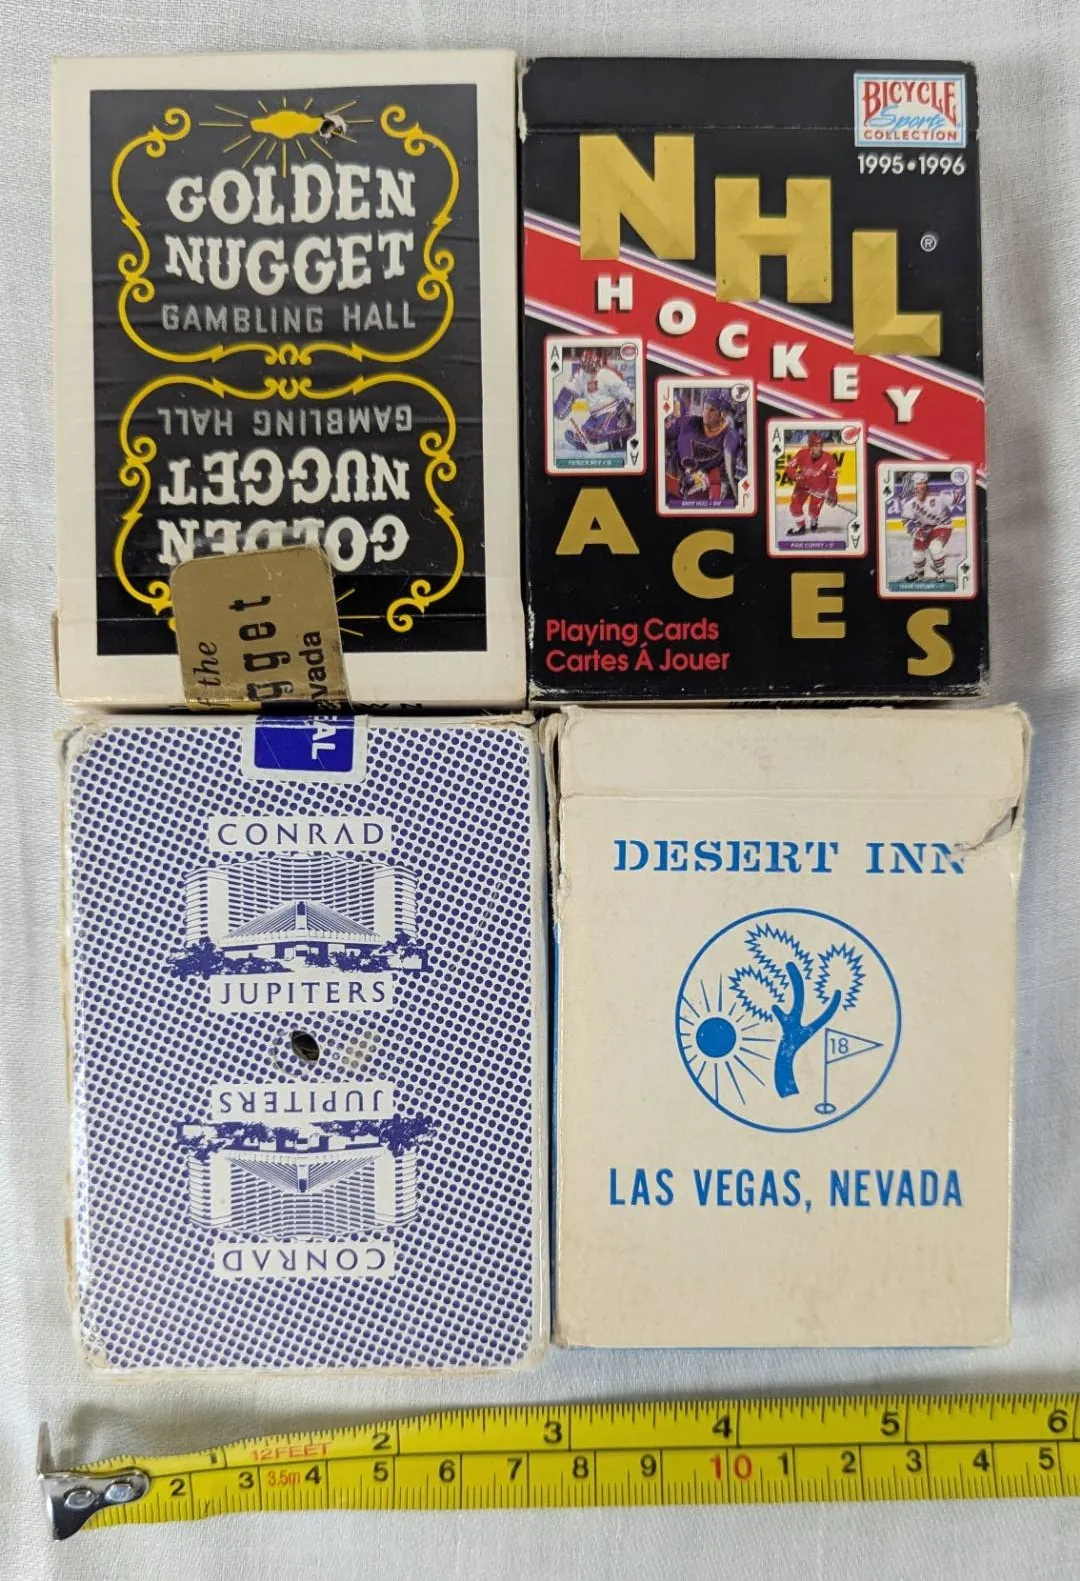 GOLDEN
NUGGET
GAMBLING HALL
GAMBLING HALL
NUGGET
GOLDEN
f the
gget
vada
BICYCLE
Sports
COLLECTION
1995•1996
NHL®
HOCKEY
A
J
A
J
PAUL COFFEY
ACES
Playing Cards
Cartes À Jouer
CONRAD
JUPITERS
JUPITERS
CONRAD
DESERT INN
18
LAS VEGAS, NEVADA
1 12FEET 2 3 4 5 6
2 3 3.5m 4 5 6 7 8 9 10 1 2 3 4 5